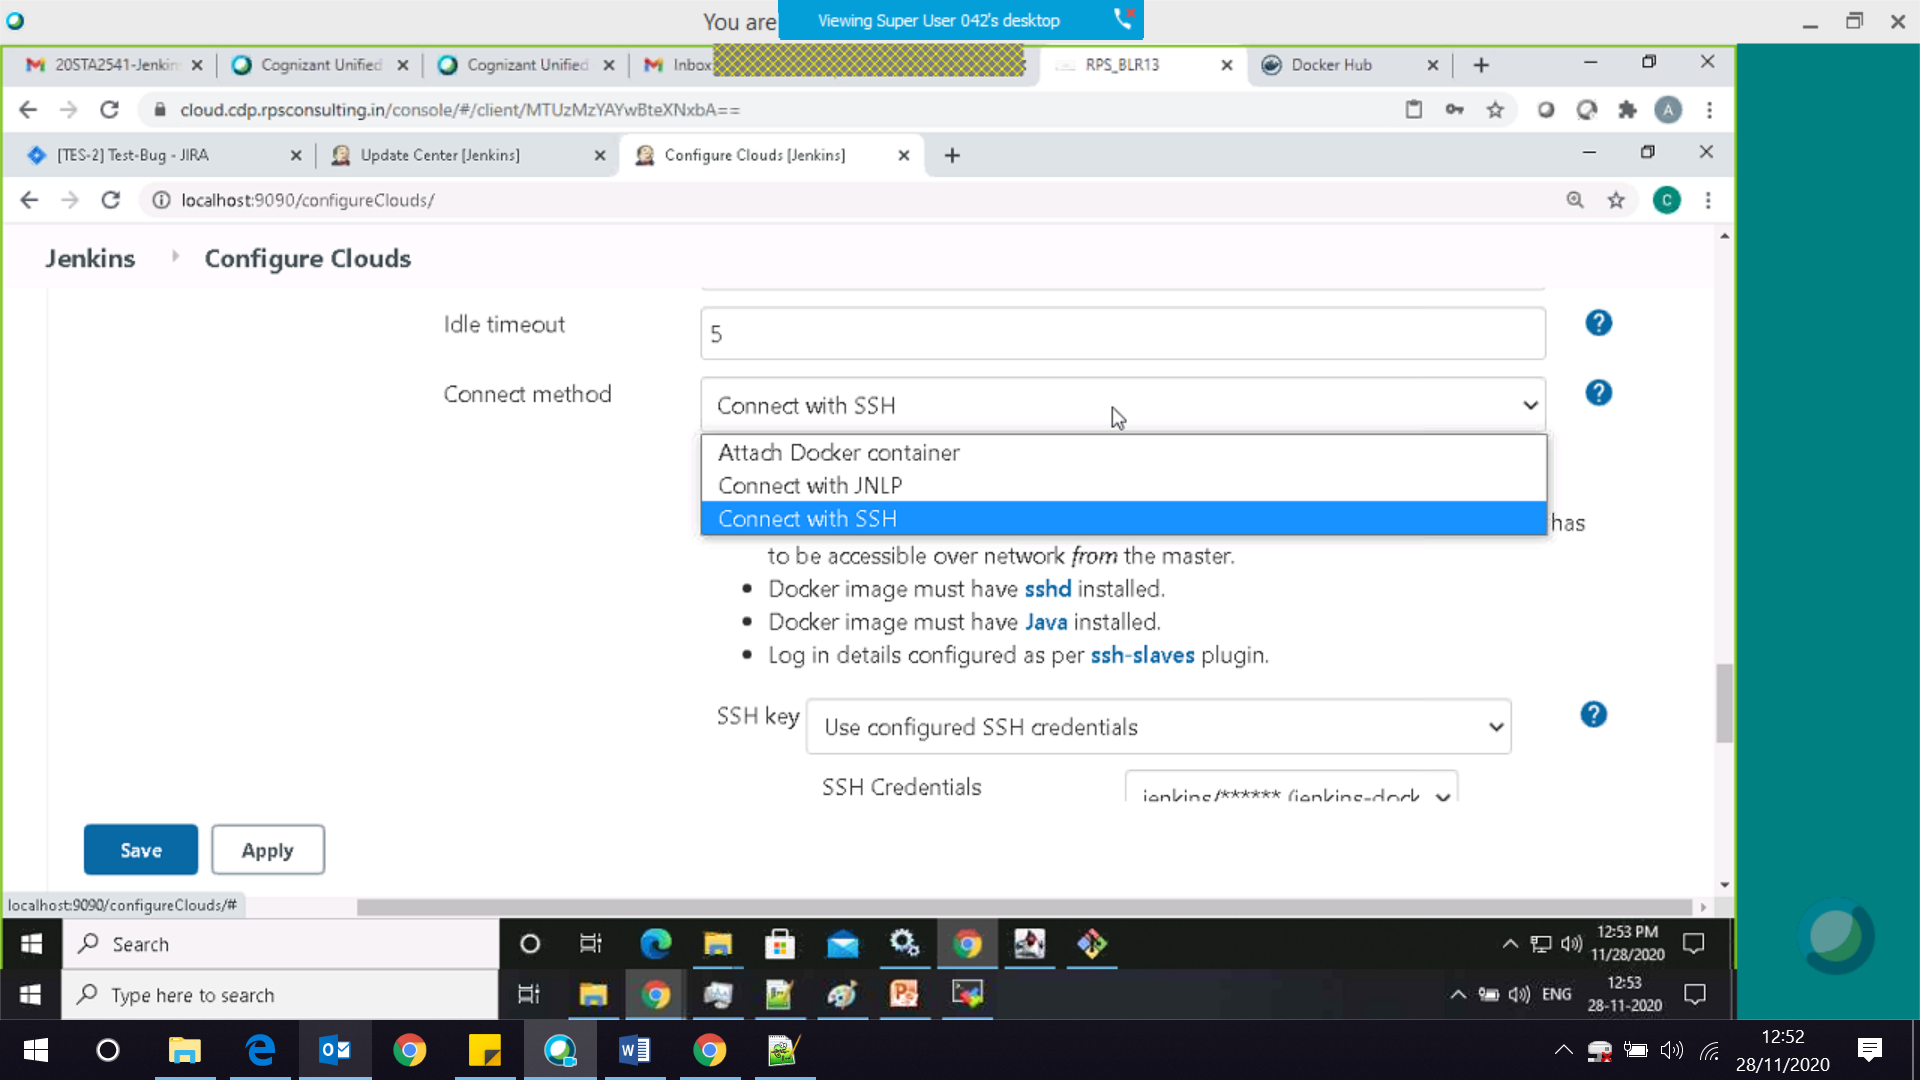 You are
Viewing Super User 042's desktop
20STA2541-Jenkin
Cognizant Unified
Cognizant Unified
Inbox
RPS_BLR13
Docker Hub
cloud.cdp.rpsconsulting.in/console/#/client/MTUzMzYAYwBteXNxbA==
A
[TES-2] Test-Bug - JIRA
Update Center [Jenkins]
Configure Clouds [Jenkins]
localhost:9090/configureClouds/
C
Jenkins
Configure Clouds
Idle timeout
5
Connect method
Connect with SSH
Attach Docker container
Connect with JNLP
Connect with SSH
has
to be accessible over network from the master.
Docker image must have sshd installed.
Docker image must have Java installed.
Log in details configured as per ssh-slaves plugin.
SSH key
Use configured SSH credentials
SSH Credentials
jenkins/****** (jenkins-dock
Save
Apply
localhost:9090/configureClouds/#
Search
12:53 PM
11/28/2020
Type here to search
ENG
12:53
28-11-2020
12:52
28/11/2020